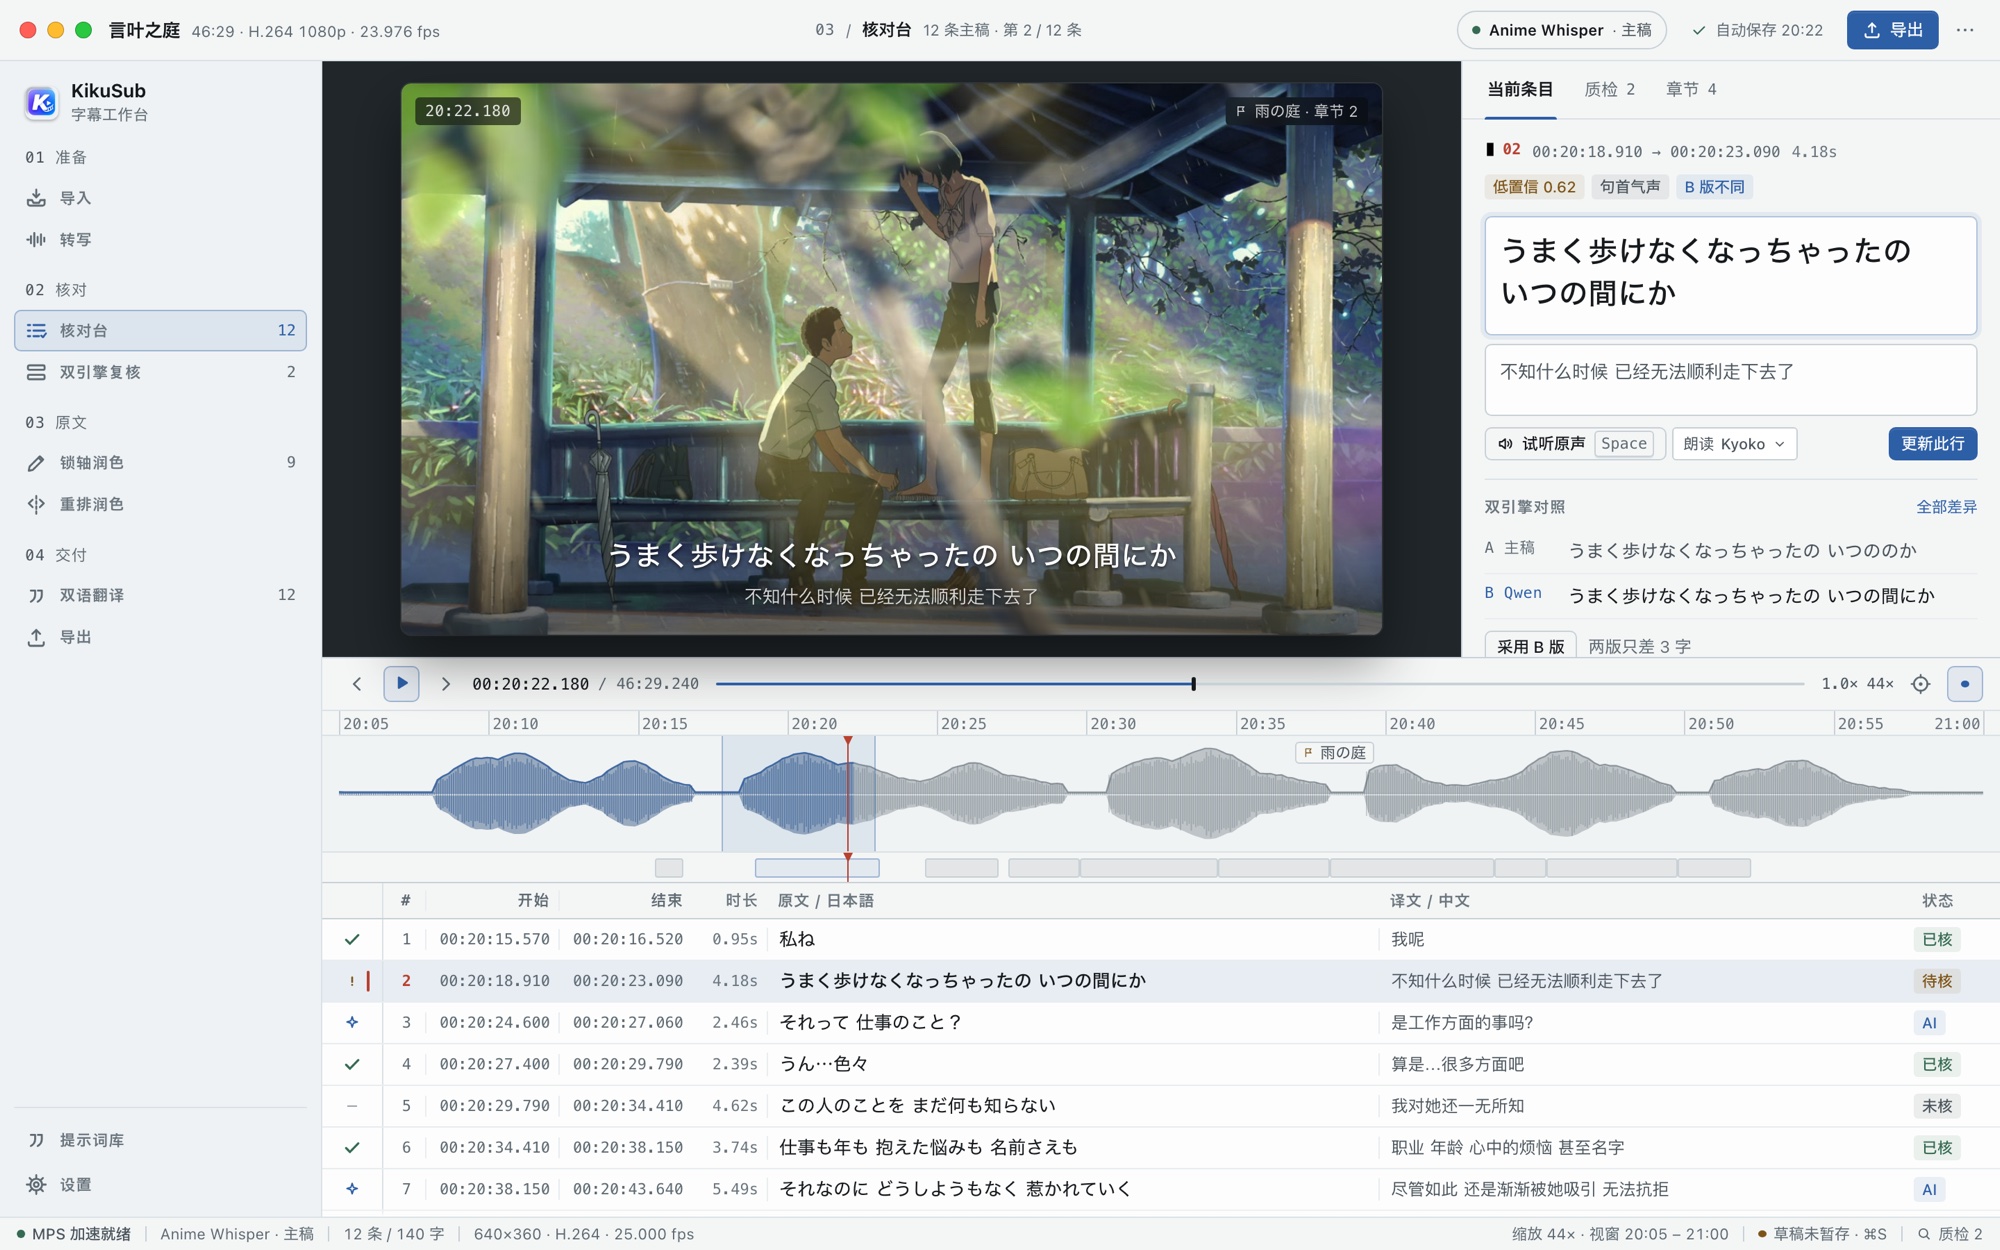 言叶之庭 46:29 · H.264 1080p · 23.976 fps
03 / 核对台 12 条主稿 · 第 2 / 12 条
Anime Whisper · 主稿
自动保存 20:22
导出
KikuSub
字幕工作台
01 准备
导入
转写
02 核对
核对台 12
双引擎复核 2
03 原文
锁轴润色 9
重排润色
04 交付
双语翻译 12
导出
提示词库
设置
20:22.180
雨の庭 · 章节 2
うまく歩けなくなっちゃったの いつの間にか
不知什么时候 已经无法顺利走下去了
当前条目 质检 2 章节 4
02 00:20:18.910 → 00:20:23.090 4.18s
低置信 0.62 句首气声 B 版不同
うまく歩けなくなっちゃったの
いつの間にか
不知什么时候 已经无法顺利走下去了
试听原声 Space 朗读 Kyoko 更新此行
双引擎对照 全部差异
A 主稿 うまく歩けなくなっちゃったの いつののか
B Qwen うまく歩けなくなっちゃったの いつの間にか
采用 B 版 两版只差 3 字
00:20:22.180 / 46:29.240 1.0× 44×
20:05 20:10 20:15 20:20 20:25 20:30 20:35 20:40 20:45 20:50 20:55 21:00
雨の庭
# 开始 结束 时长 原文 / 日本語 译文 / 中文 状态
1 00:20:15.570 00:20:16.520 0.95s 私ね 我呢 已核
! 2 00:20:18.910 00:20:23.090 4.18s うまく歩けなくなっちゃったの いつの間にか 不知什么时候 已经无法顺利走下去了 待核
3 00:20:24.600 00:20:27.060 2.46s それって 仕事のこと？ 是工作方面的事吗? AI
4 00:20:27.400 00:20:29.790 2.39s うん…色々 算是...很多方面吧 已核
– 5 00:20:29.790 00:20:34.410 4.62s この人のことを まだ何も知らない 我对她还一无所知 未核
6 00:20:34.410 00:20:38.150 3.74s 仕事も年も 抱えた悩みも 名前さえも 职业 年龄 心中的烦恼 甚至名字 已核
7 00:20:38.150 00:20:43.640 5.49s それなのに どうしようもなく 惹かれていく 尽管如此 还是渐渐被她吸引 无法抗拒 AI
MPS 加速就绪 Anime Whisper · 主稿 12 条 / 140 字 640×360 · H.264 · 25.000 fps
缩放 44× · 视窗 20:05 – 21:00 草稿未暂存 · ⌘S 质检 2